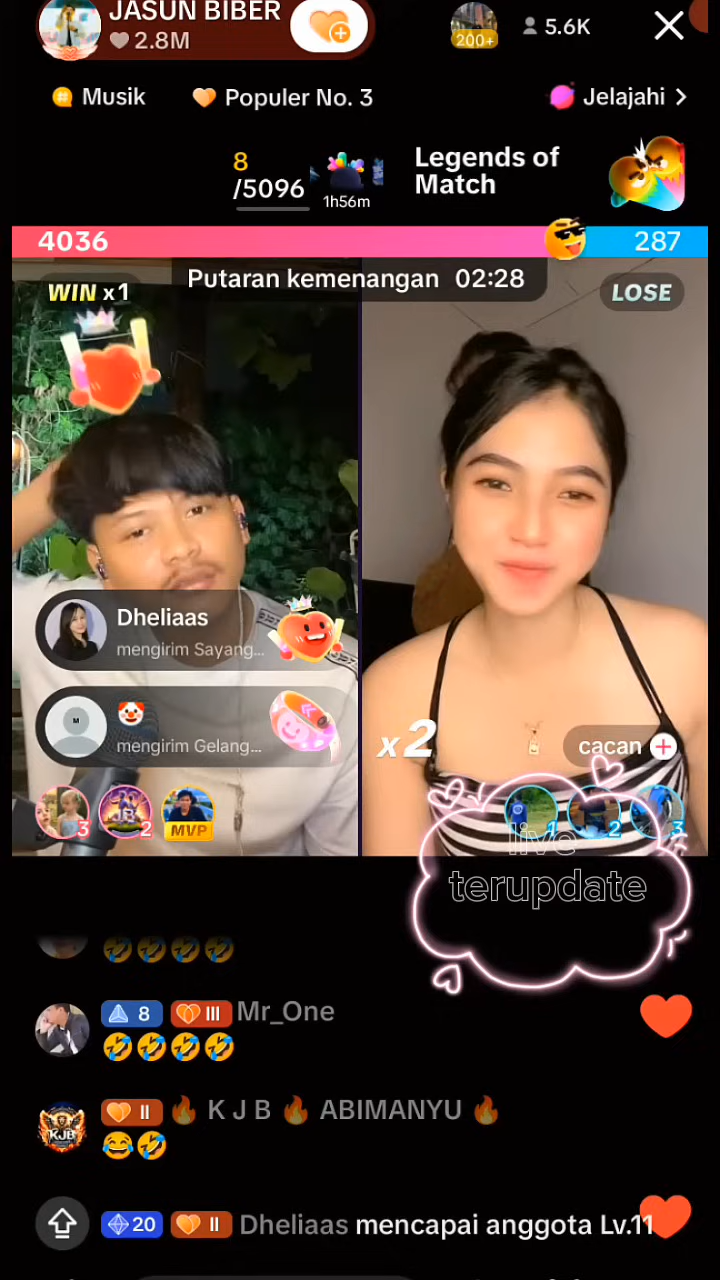 JASUN BIBER
2.8M
200+
5.6K
Musik
Populer No. 3
Jelajahi
8
/5096
1h56m
Legends of
Match
4036
287
Putaran kemenangan 02:28
WIN x1
LOSE
Dheliaas
mengirim Sayang...
M
mengirim Gelang...
x2
cacan
3
2
MVP
1
2
3
live
terupdate
🤣🤣🤣🤣
8 III Mr_One
🤣🤣🤣🤣
KJB
II 🔥 K J B 🔥 ABIMANYU 🔥
😂🤣
20 II Dheliaas mencapai anggota Lv.11